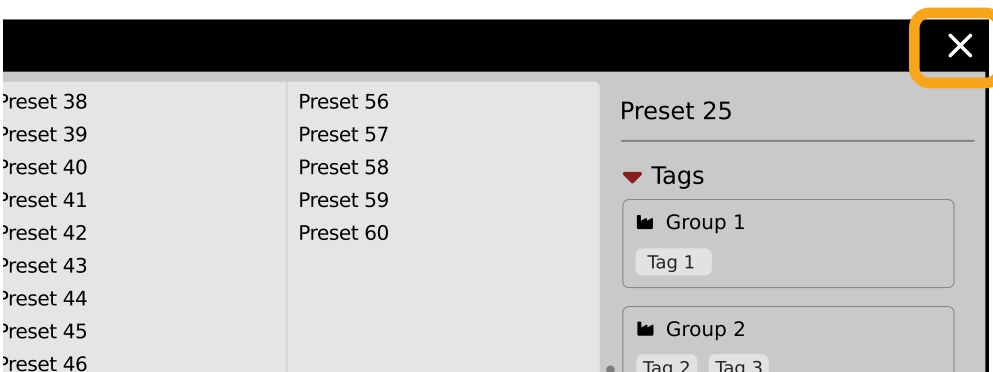 Preset 38
Preset 39
Preset 40
Preset 41
Preset 42
Preset 43
Preset 44
Preset 45
Preset 46
Preset 56
Preset 57
Preset 58
Preset 59
Preset 60
Preset 25
Tags
Group 1
Tag 1
Group 2
Tag 2 Tag 3